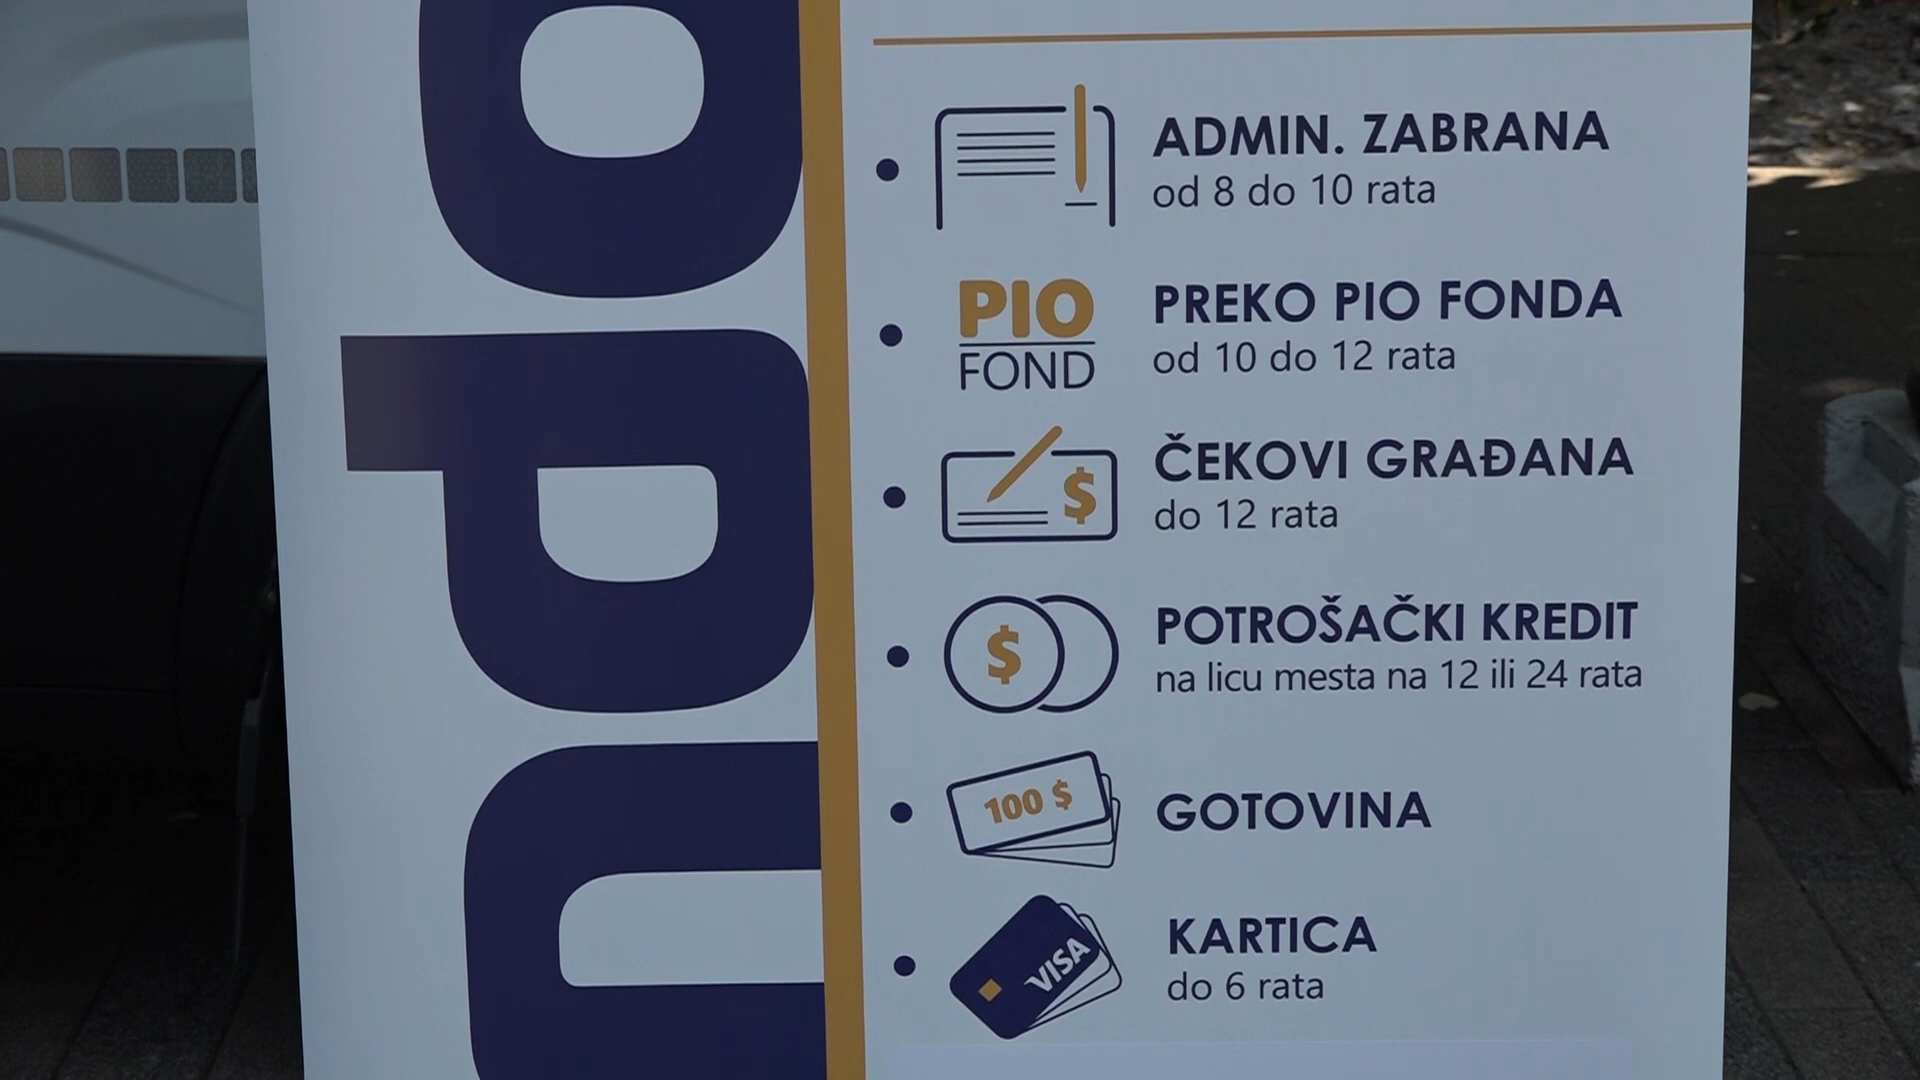 ADMIN. ZABRANA
od 8 do 10 rata
PIO
FOND
PREKO PIO FONDA
od 10 do 12 rata
$
ČEKOVI GRAĐANA
do 12 rata
$
POTROŠAČKI KREDIT
na licu mesta na 12 ili 24 rata
100 $
GOTOVINA
VISA
KARTICA
do 6 rata